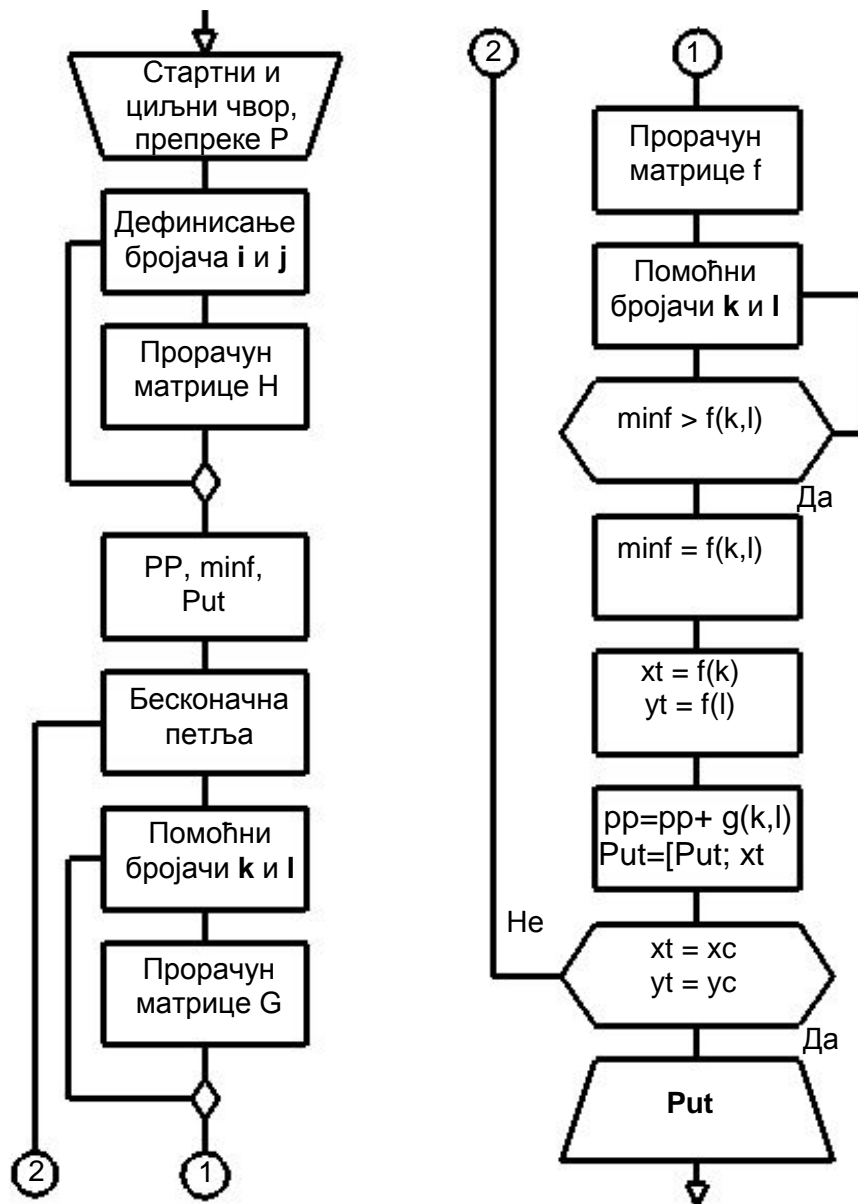 Стартни и
циљни чвор,
препреке P
Дефинисање
бројача i и j
Прорачун
матрице H
PP, minf,
Put
Бесконачна
петља
Помоћни
бројачи k и l
Прорачун
матрице G
2
1
2
1
Прорачун
матрице f
Помоћни
бројачи k и l
minf > f(k,l)
Да
minf = f(k,l)
xt = f(k)
yt = f(l)
pp=pp+ g(k,l)
Put=[Put; xt
Не
xt = xc
yt = yc
Да
Put